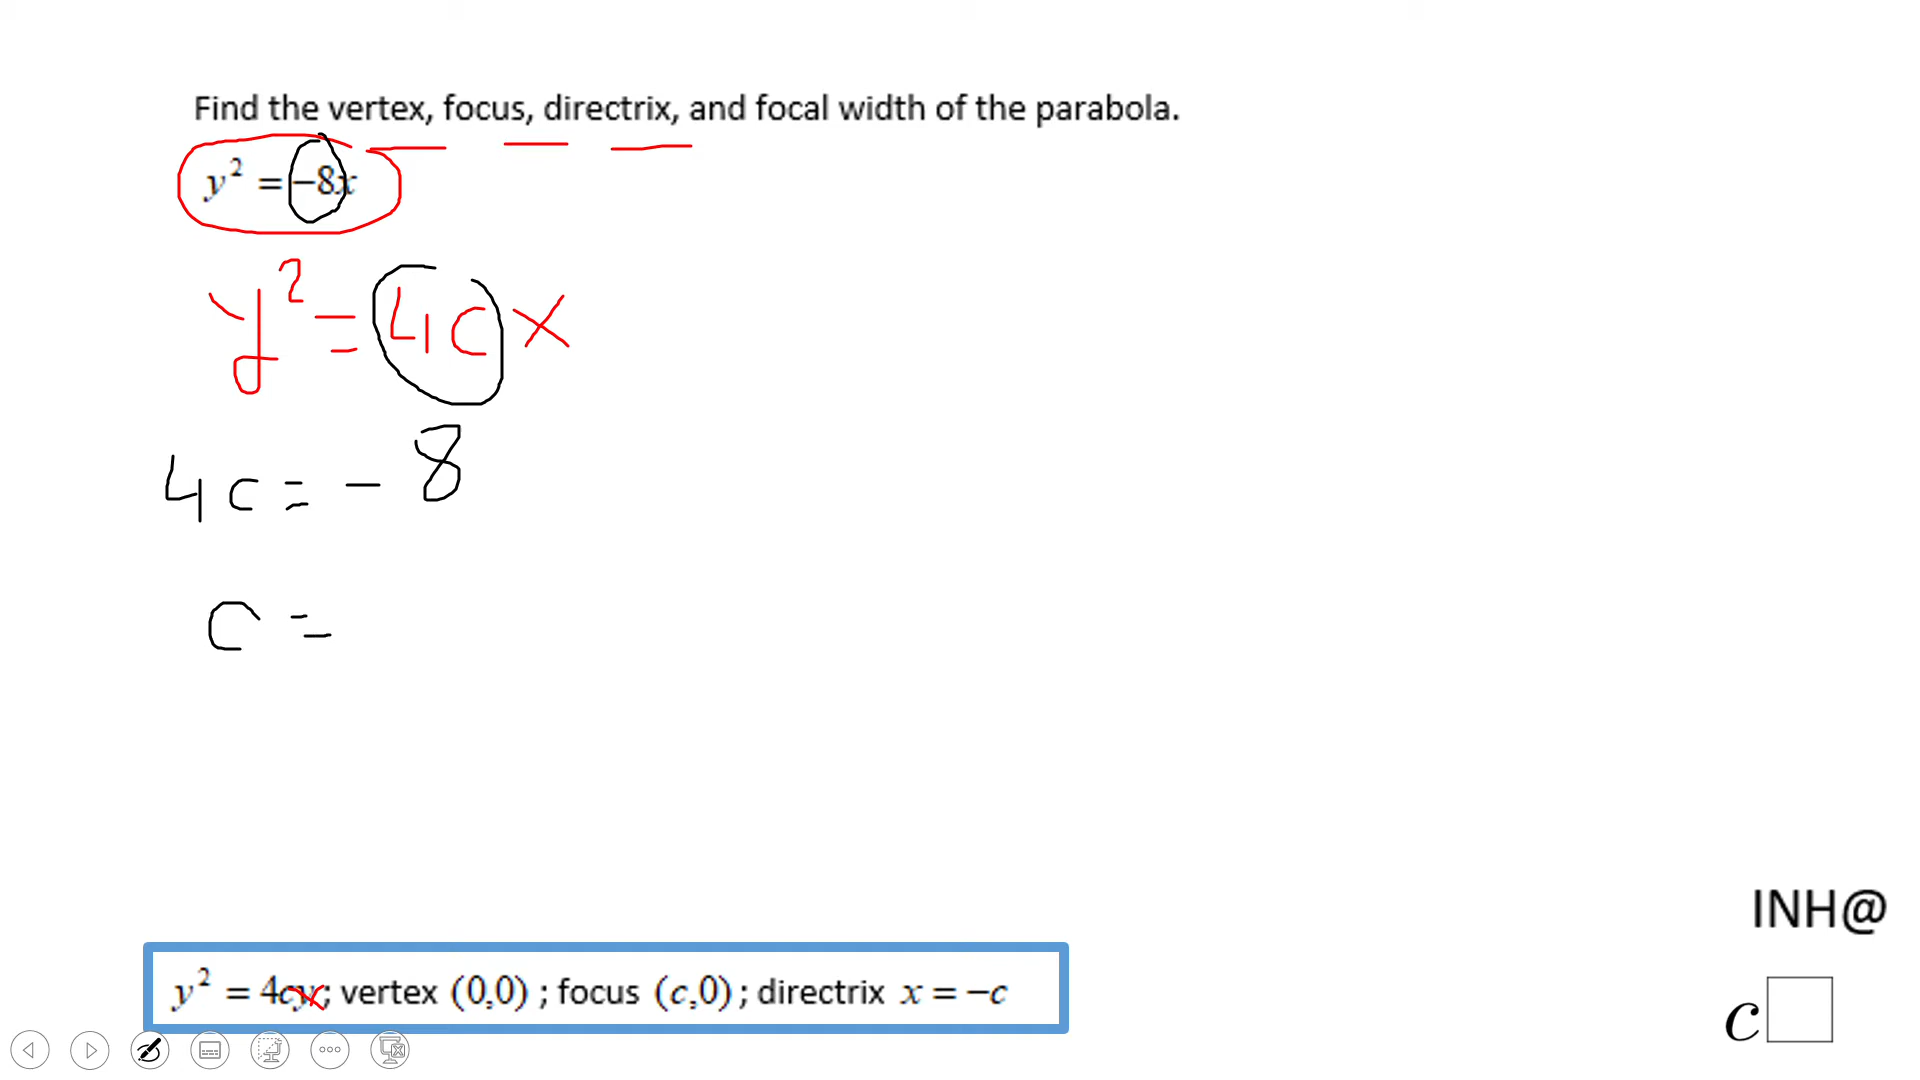 Find the vertex, focus, directrix, and focal width of the parabola.
y² = −8x
y² = 4c x
4c = − 8
c =
INH@
y² = 4cx; vertex (0,0) ; focus (c,0) ; directrix x = −c
c